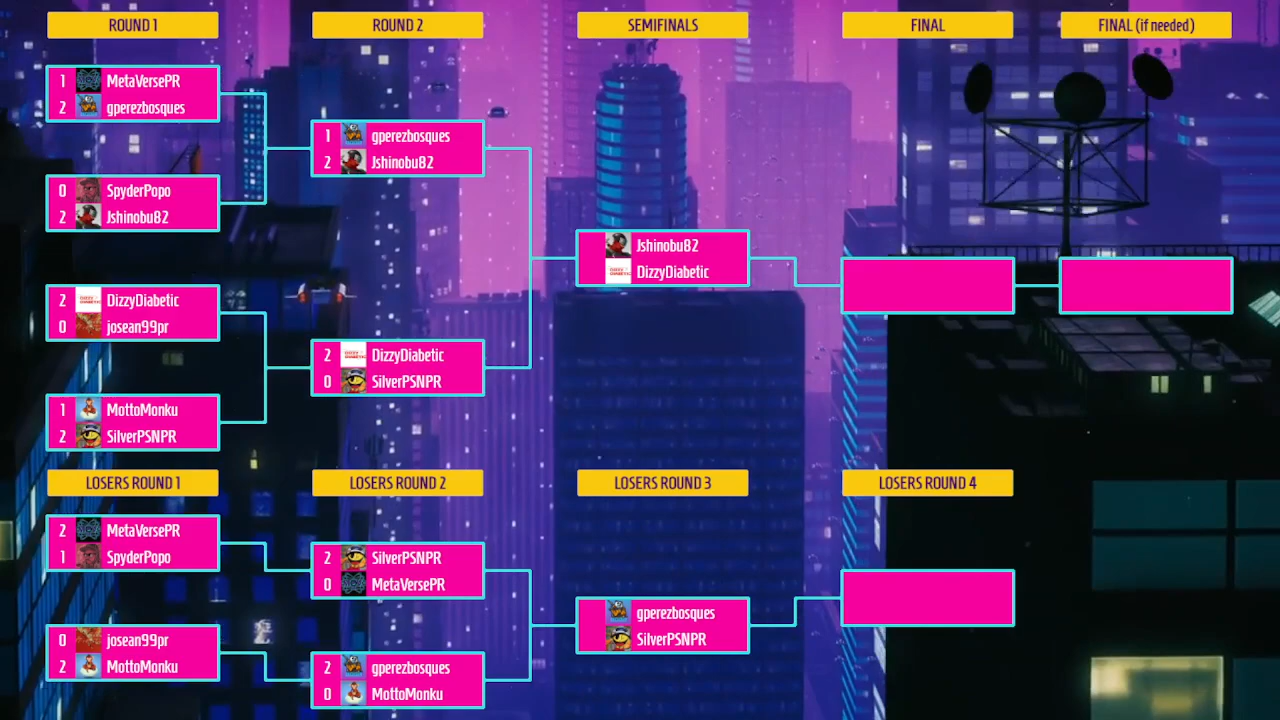 ROUND 1
ROUND 2
SEMIFINALS
FINAL
FINAL (if needed)
1 MetaVersePR
2 gperezbosques
0 SpyderPopo
2 Jshinobu82
2 DizzyDiabetic
0 josean99pr
1 MottoMonku
2 SilverPSNPR
1 gperezbosques
2 Jshinobu82
2 DizzyDiabetic
0 SilverPSNPR
Jshinobu82
DizzyDiabetic
LOSERS ROUND 1
LOSERS ROUND 2
LOSERS ROUND 3
LOSERS ROUND 4
2 MetaVersePR
1 SpyderPopo
0 josean99pr
2 MottoMonku
2 SilverPSNPR
0 MetaVersePR
2 gperezbosques
0 MottoMonku
gperezbosques
SilverPSNPR